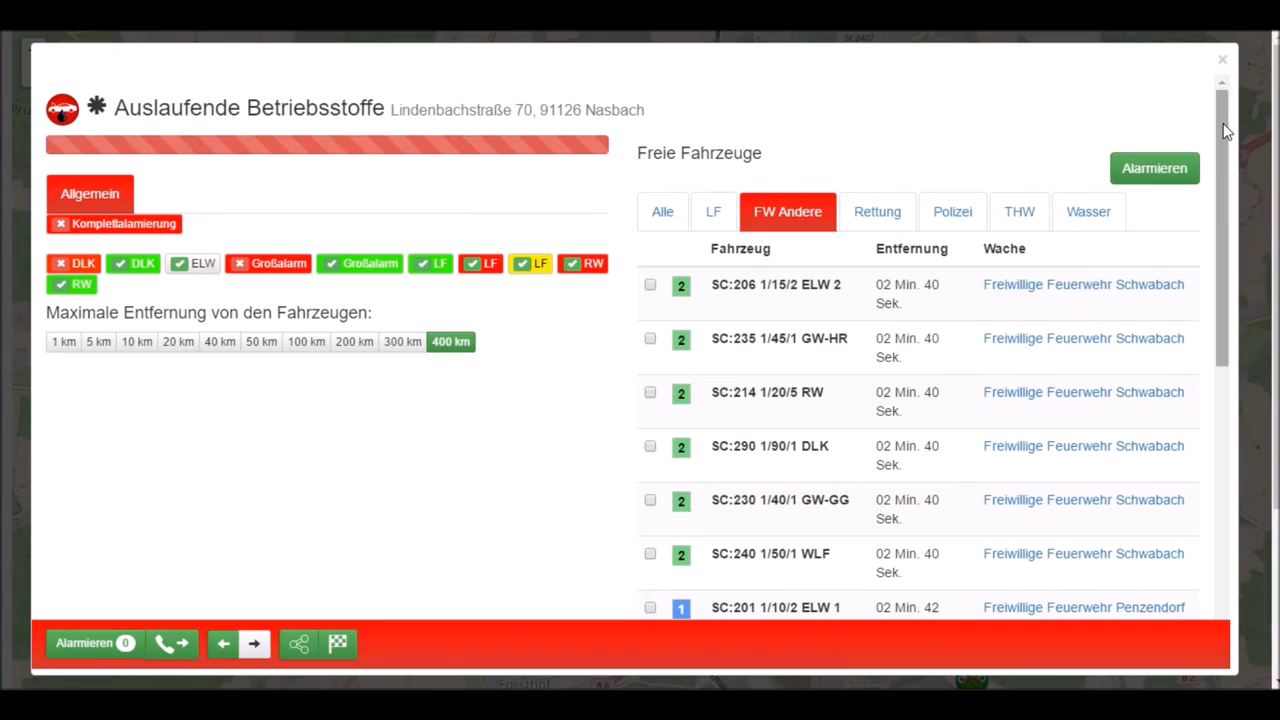 St 2407
×
Auslaufende Betriebsstoffe Lindenbachstraße 70, 91126 Nasbach
Freie Fahrzeuge
Alarmieren
Allgemein
Komplettalamierung
DLK DLK ELW Großalarm Großalarm LF LF LF RW
RW
Maximale Entfernung von den Fahrzeugen:
1 km 5 km 10 km 20 km 40 km 50 km 100 km 200 km 300 km 400 km
Alle LF FW Andere Rettung Polizei THW Wasser
Fahrzeug Entfernung Wache
2 SC:206 1/15/2 ELW 2 02 Min. 40 Freiwillige Feuerwehr Schwabach
Sek.
2 SC:235 1/45/1 GW-HR 02 Min. 40 Freiwillige Feuerwehr Schwabach
Sek.
2 SC:214 1/20/5 RW 02 Min. 40 Freiwillige Feuerwehr Schwabach
Sek.
2 SC:290 1/90/1 DLK 02 Min. 40 Freiwillige Feuerwehr Schwabach
Sek.
2 SC:230 1/40/1 GW-GG 02 Min. 40 Freiwillige Feuerwehr Schwabach
Sek.
2 SC:240 1/50/1 WLF 02 Min. 40 Freiwillige Feuerwehr Schwabach
Sek.
1 SC:201 1/10/2 ELW 1 02 Min. 42 Freiwillige Feuerwehr Penzendorf
Alarmieren 0
A 6
B 2